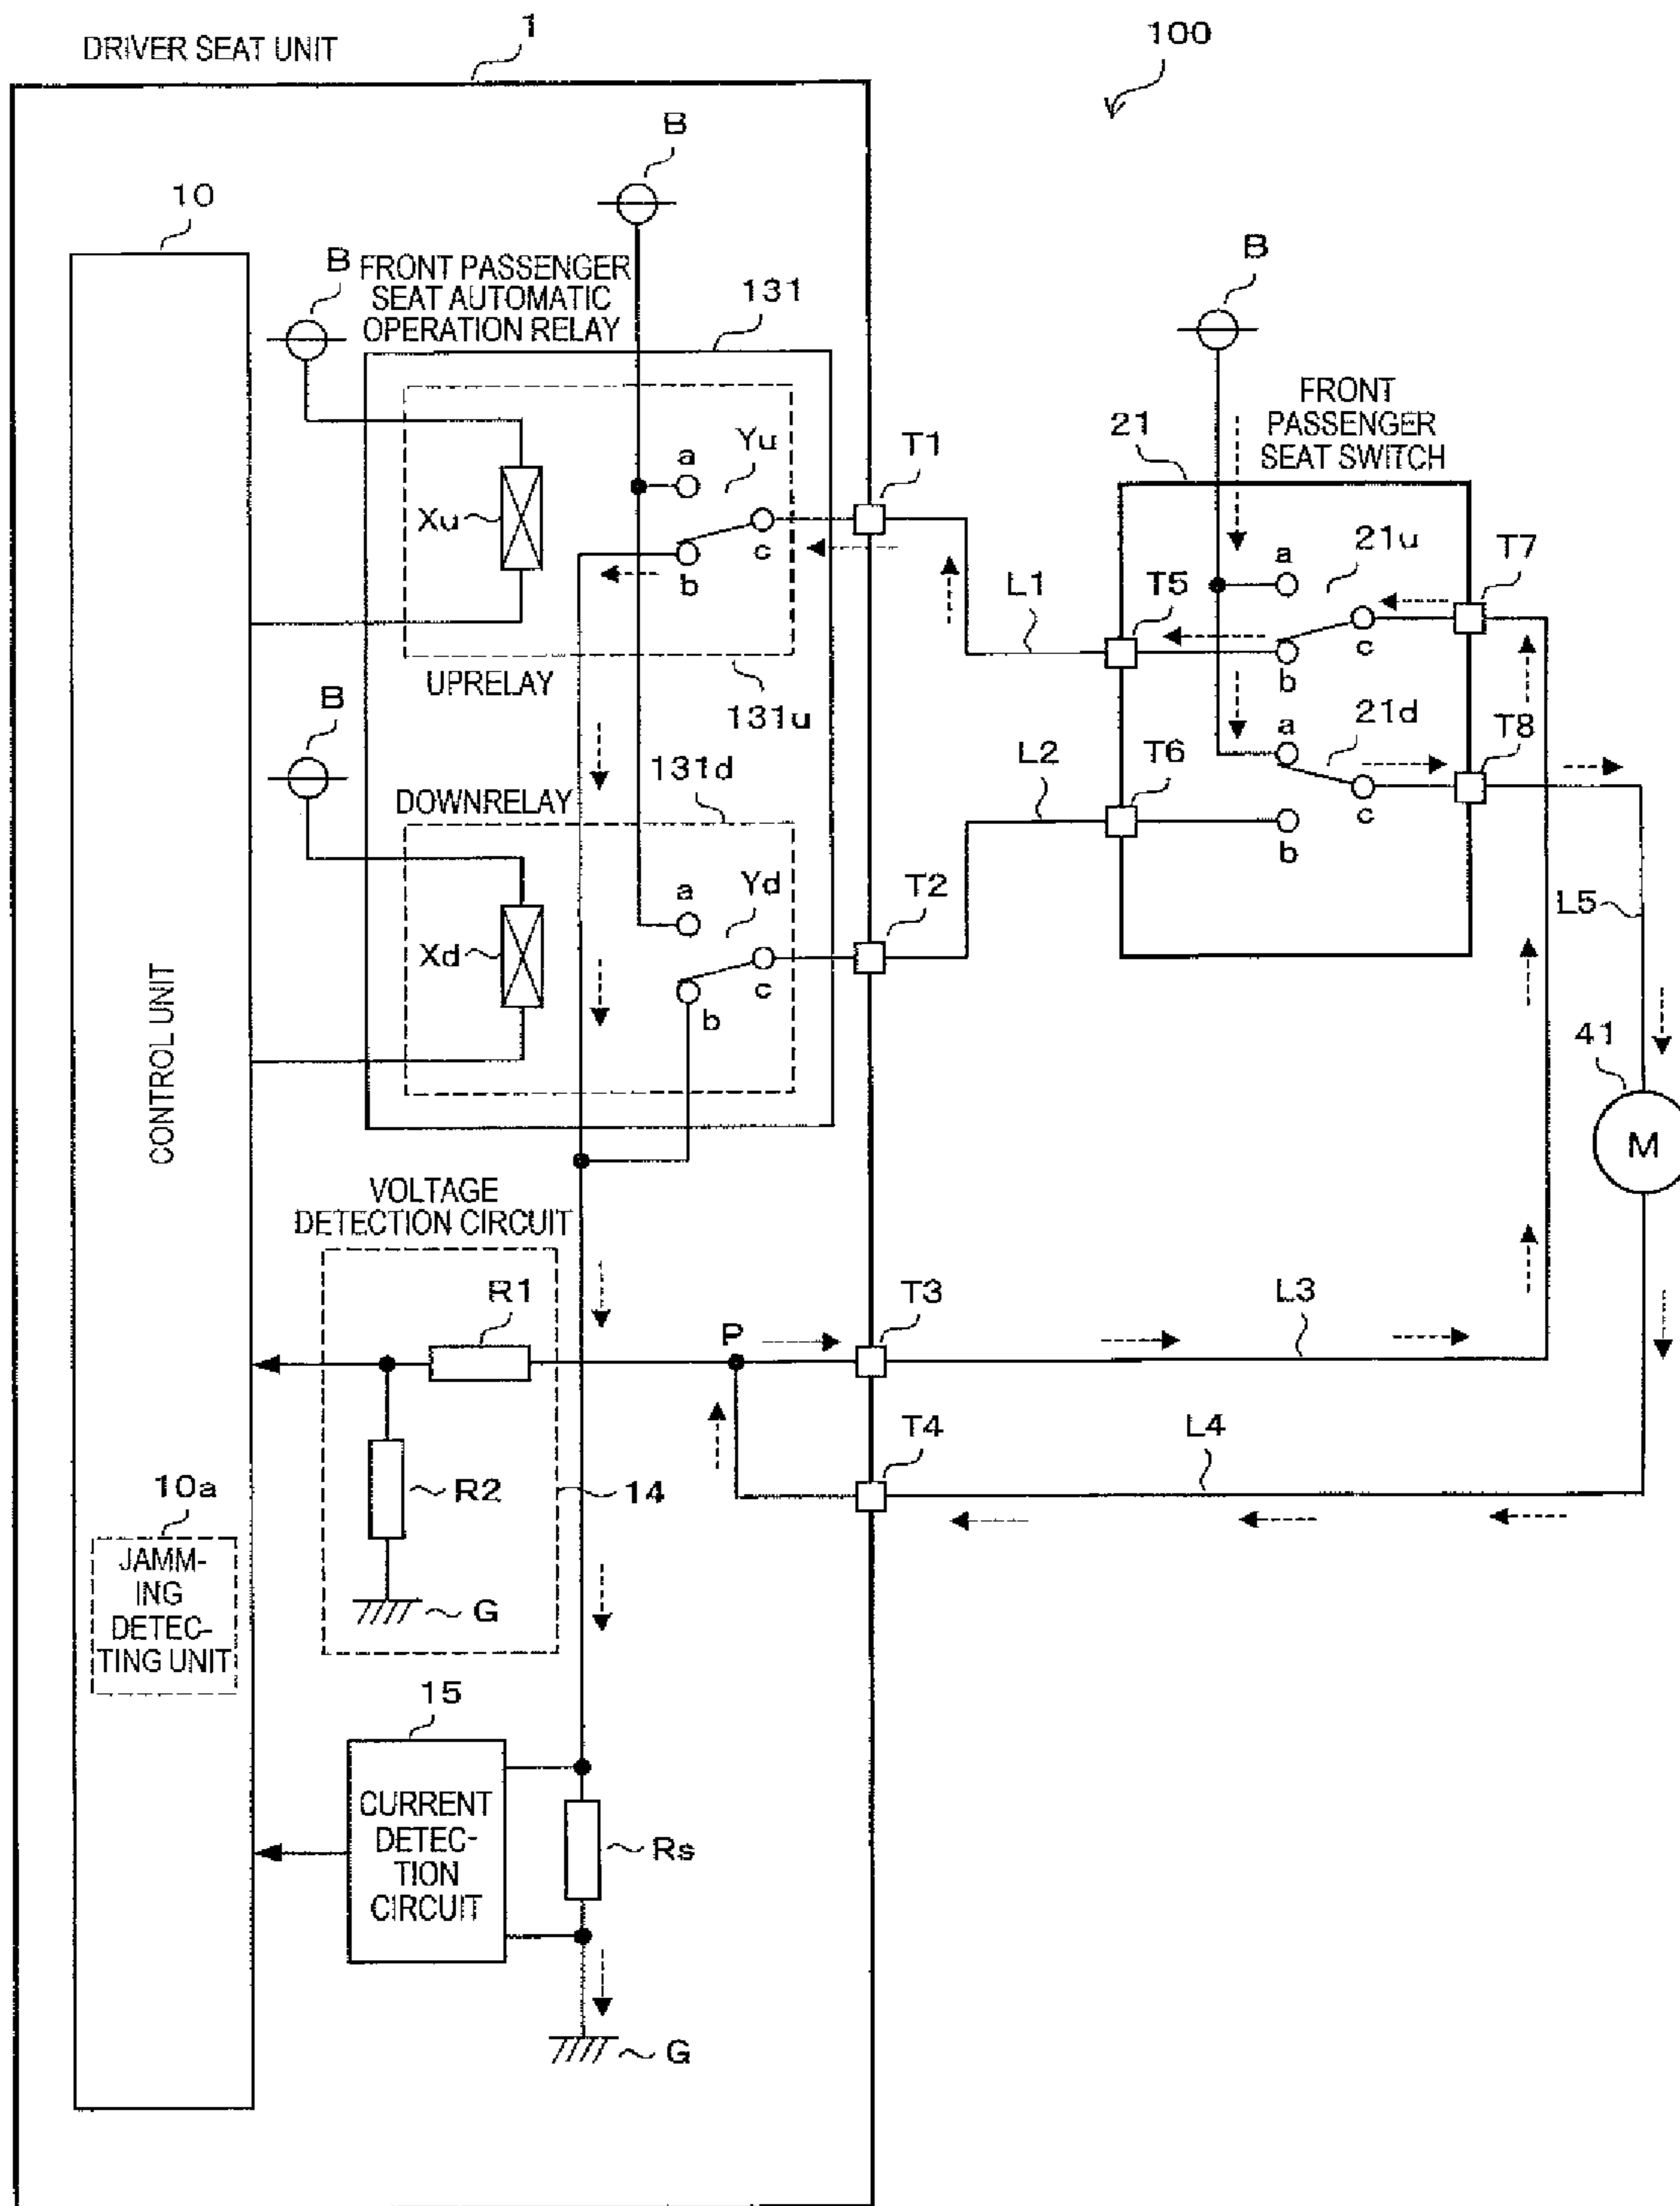 DRIVER SEAT UNIT
1
100
B
10
B
FRONT PASSENGER
SEAT AUTOMATIC
OPERATION RELAY
131
B
FRONT
PASSENGER
SEAT SWITCH
21
Xu
a
Yu
b
c
T1
UPRELAY
131u
L1
T5
a
21u
b
c
T7
B
DOWNRELAY
131d
L2
T6
a
21d
b
c
T8
Xd
a
Yd
b
c
T2
L5
41
M
CONTROL UNIT
VOLTAGE
DETECTION CIRCUIT
R1
P
T3
L3
R2
14
T4
L4
G
10a
JAMM-
ING
DETEC-
TING UNIT
15
CURRENT
DETEC-
TION
CIRCUIT
Rs
G